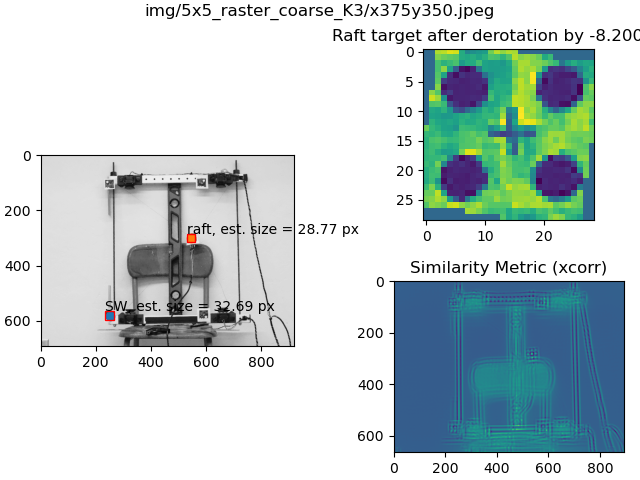 img/5x5_raster_coarse_K3/x375y350.jpeg
Raft target after derotation by -8.200
0
5
10
15
20
25
0 10 20
0
200
400
600
0 200 400 600 800
raft, est. size = 28.77 px
SW, est. size = 32.69 px
Similarity Metric (xcorr)
0
200
400
600
0 200 400 600 800